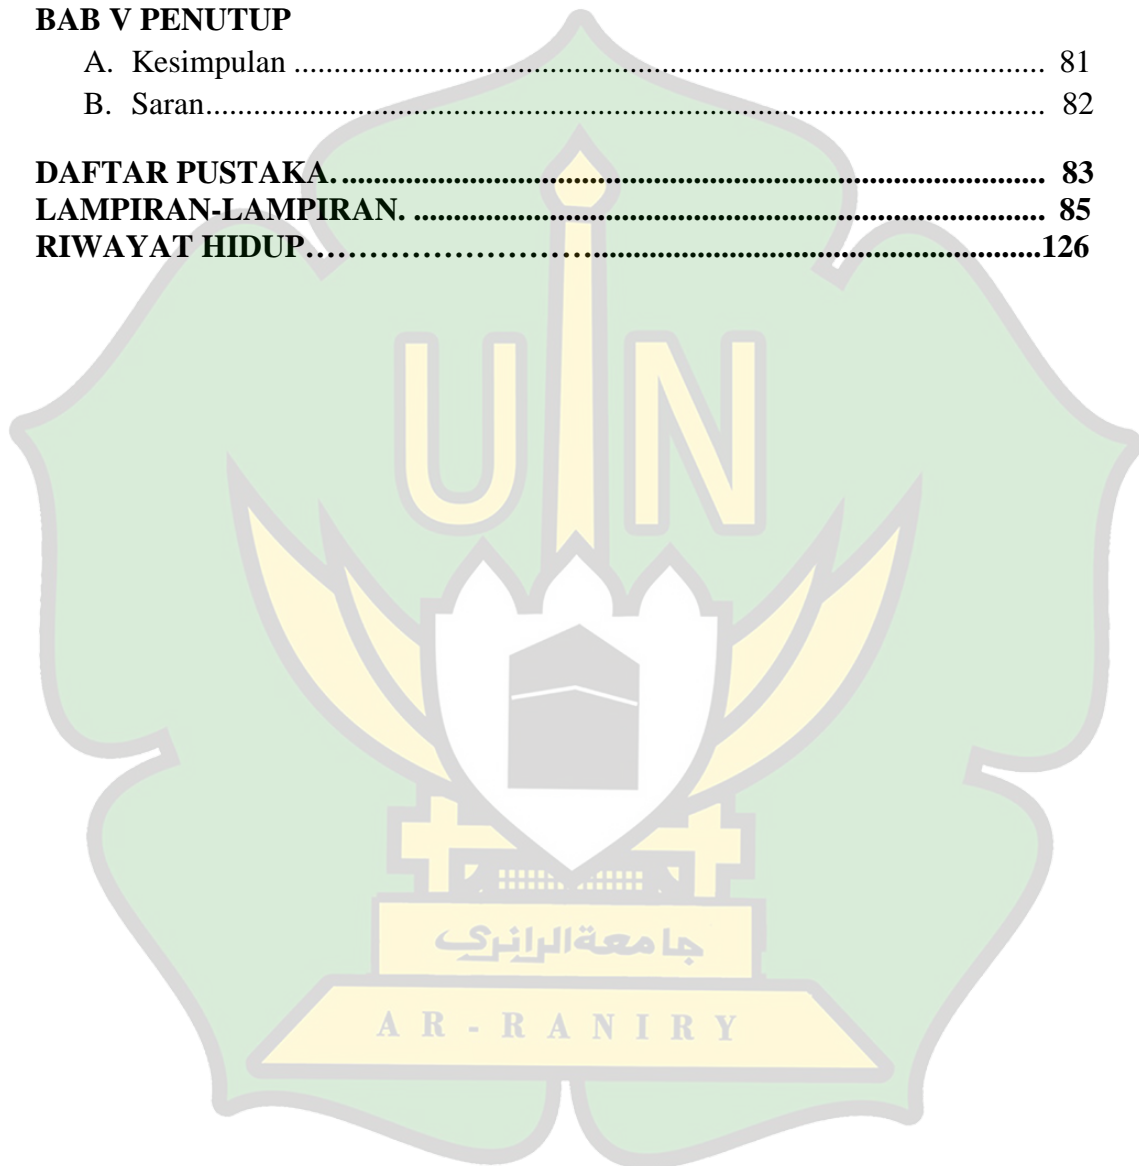 BAB V PENUTUP
A. Kesimpulan ............................................................................... 81
B. Saran......................................................................................... 82
DAFTAR PUSTAKA. .......................................................................... 83
LAMPIRAN-LAMPIRAN. .................................................................. 85
RIWAYAT HIDUP……………………...............................................126
UIN
جامعة الرانري
AR-RANIRY